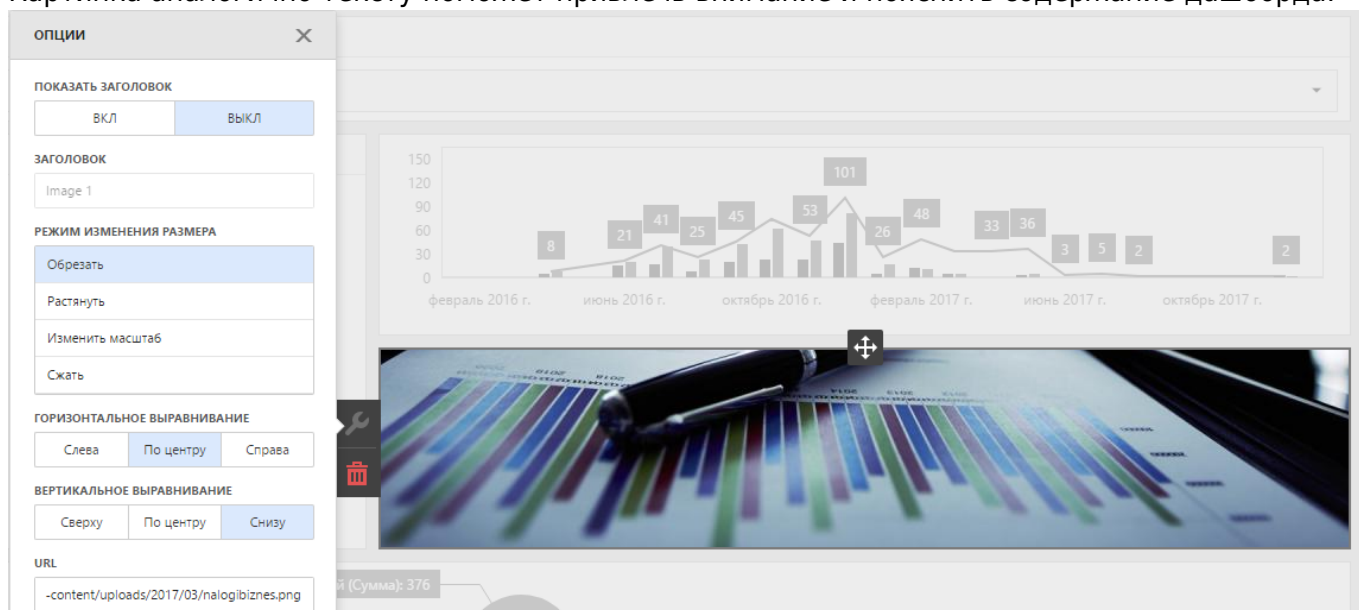 ОПЦИИ
ПОКАЗАТЬ ЗАГОЛОВОК
ВКЛ ВЫКЛ
ЗАГОЛОВОК
Image 1
РЕЖИМ ИЗМЕНЕНИЯ РАЗМЕРА
Обрезать
Растянуть
Изменить масштаб
Сжать
ГОРИЗОНТАЛЬНОЕ ВЫРАВНИВАНИЕ
Слева По центру Справа
ВЕРТИКАЛЬНОЕ ВЫРАВНИВАНИЕ
Сверху По центру Снизу
URL
-content/uploads/2017/03/nalogibiznes.png
150
120
90
60
30
0
8 21 41 25 45 53 101 26 48 33 36 3 5 2 2
февраль 2016 г. июнь 2016 г. октябрь 2016 г. февраль 2017 г. июнь 2017 г. октябрь 2017 г.
й (Сумма): 376